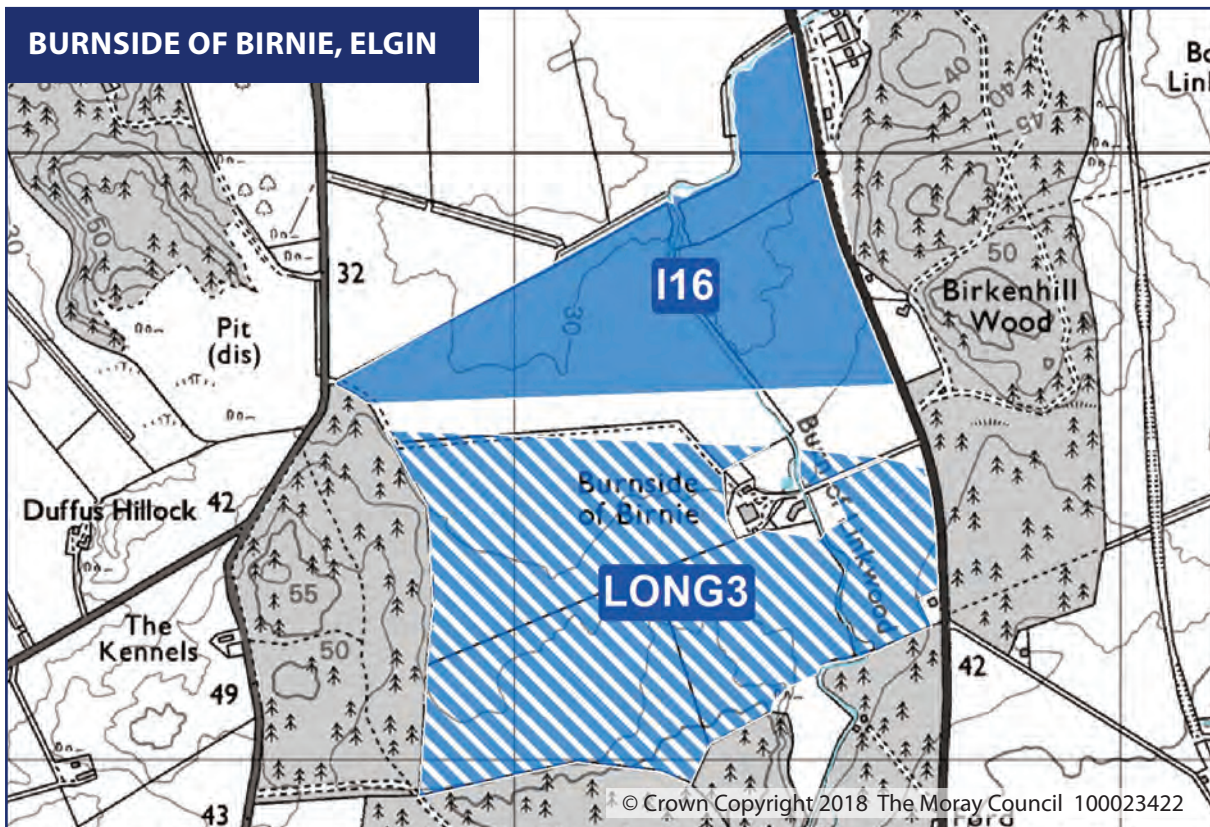 BURNSIDE OF BIRNIE, ELGIN
40
40
45
50
30
50
32
I16
Birkenhill
Wood
Pit
(dis)
30
Burnside
of Birnie
42
Duffus Hillock
Linkwood
LONG3
55
The
Kennels
50
49
42
43
© Crown Copyright 2018 The Moray Council 100023422